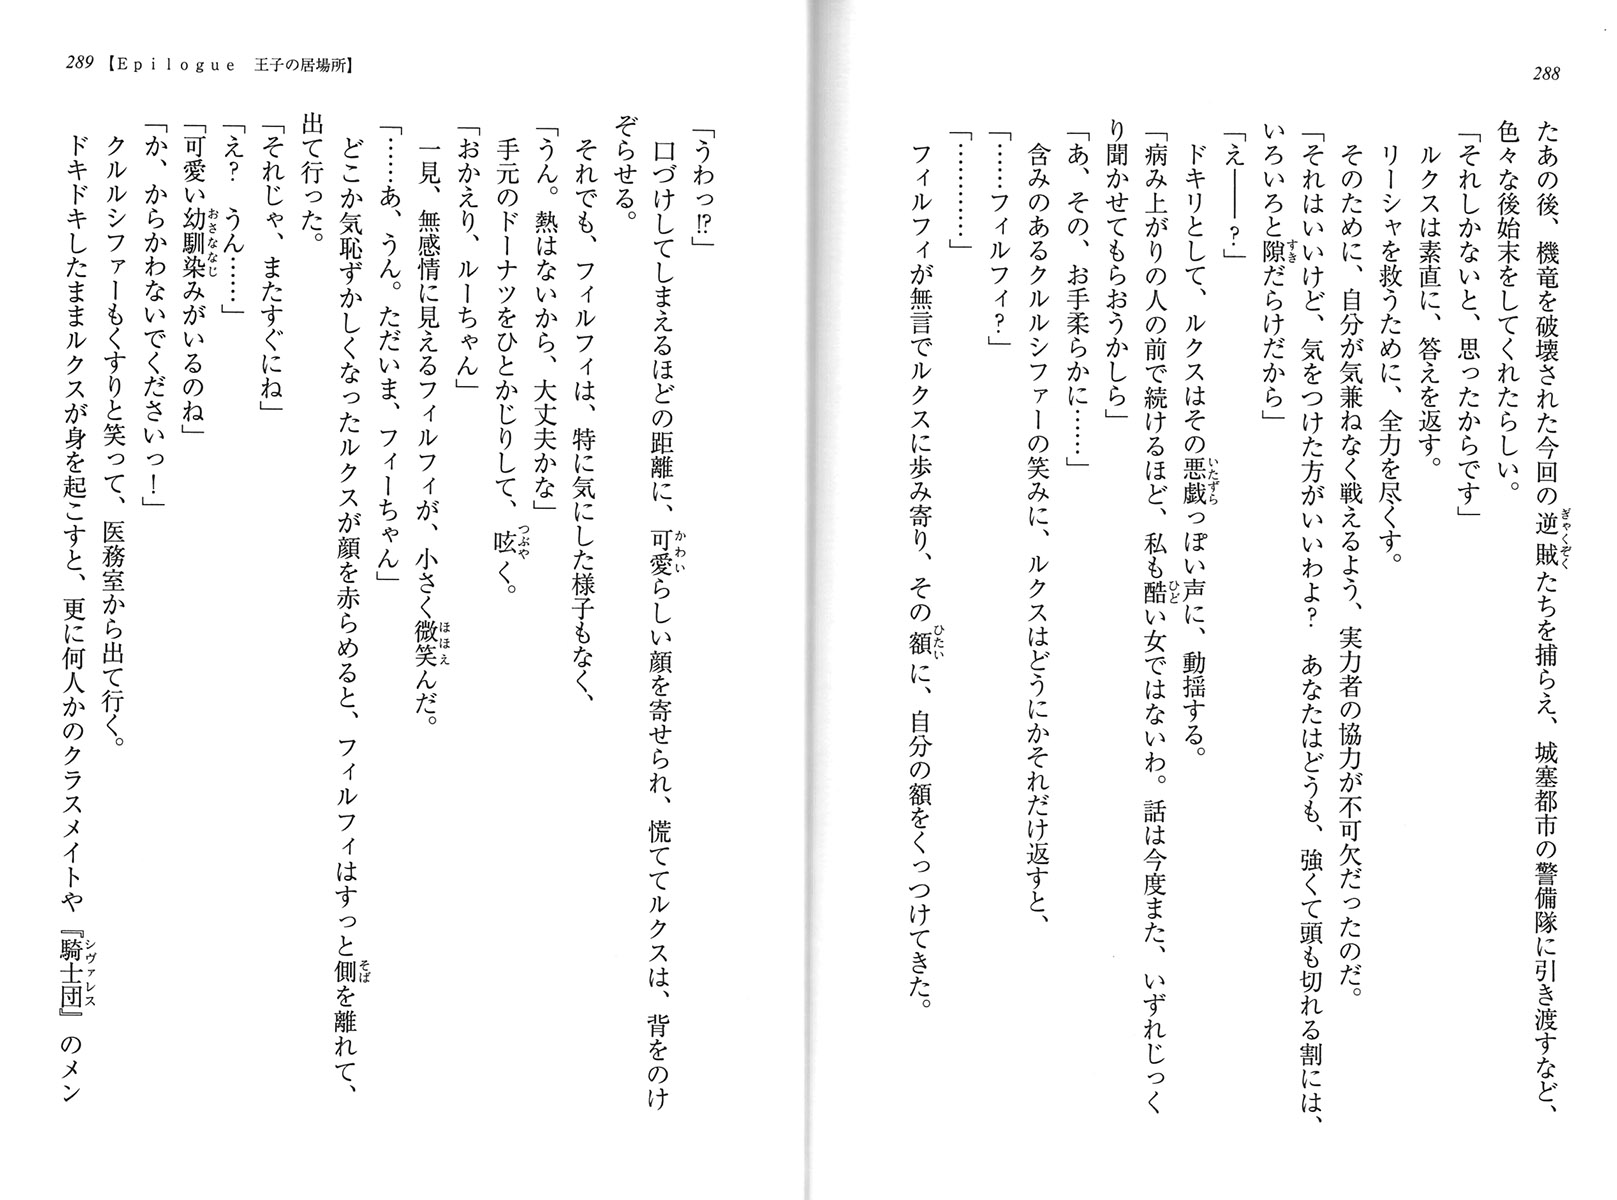 288
たあの後、機竜を破壊された今回の逆賊たちを捕らえ、城塞都市の警備隊に引き渡すなど、
色々な後始末をしてくれたらしい。
「それしかないと、思ったからです」
ルクスは素直に、答えを返す。
リーシャを救うために、全力を尽くす。
そのために、自分が気兼ねなく戦えるよう、実力者の協力が不可欠だったのだ。
「それはいいけど、気をつけた方がいいわよ？　あなたはどうも、強くて頭も切れる割には、
いろいろと隙だらけだから」
「え――？」
ドキリとして、ルクスはその悪戯っぽい声に、動揺する。
「病み上がりの人の前で続けるほど、私も酷い女ではないわ。話は今度また、いずれじっく
り聞かせてもらおうかしら」
「あ、その、お手柔らかに……」
含みのあるクルルシファーの笑みに、ルクスはどうにかそれだけ返すと、
「……フィルフィ？」
「…………」
フィルフィが無言でルクスに歩み寄り、その額に、自分の額をくっつけてきた。
289【Epilogue　王子の居場所】
「うわっ!?」
口づけしてしまえるほどの距離に、可愛らしい顔を寄せられ、慌ててルクスは、背をのけ
ぞらせる。
それでも、フィルフィは、特に気にした様子もなく、
「うん。熱はないから、大丈夫かな」
手元のドーナツをひとかじりして、呟く。
「おかえり、ルーちゃん」
一見、無感情に見えるフィルフィが、小さく微笑んだ。
「……あ、うん。ただいま、フィーちゃん」
どこか気恥ずかしくなったルクスが顔を赤らめると、フィルフィはすっと側を離れて、
出て行った。
「それじゃ、またすぐにね」
「え？　うん……」
「可愛い幼馴染みがいるのね」
「か、からかわないでくださいっ！」
クルルシファーもくすりと笑って、医務室から出て行く。
ドキドキしたままルクスが身を起こすと、更に何人かのクラスメイトや『騎士団』のメン